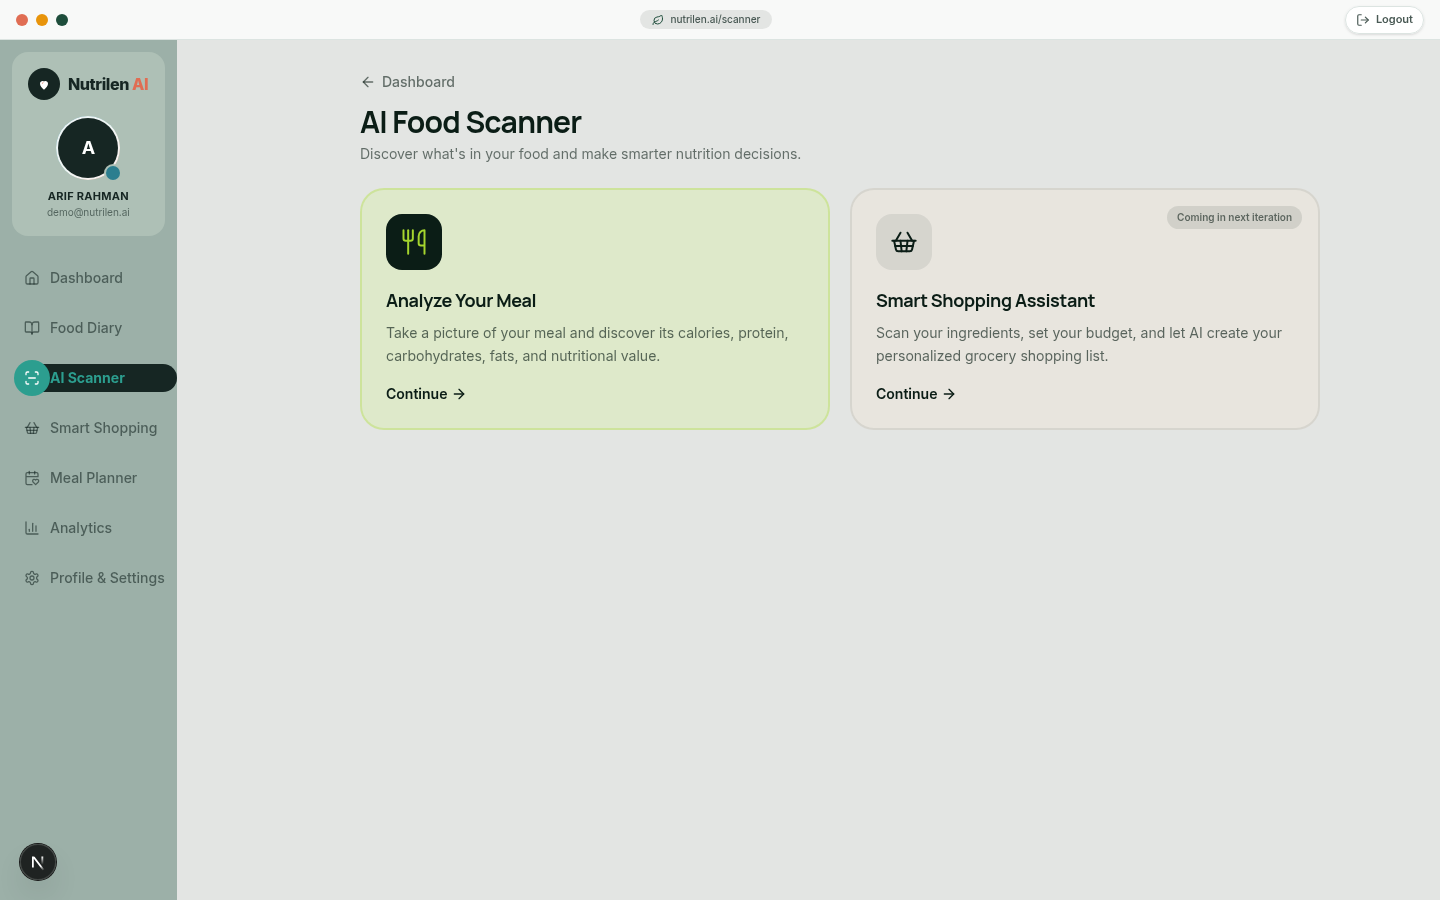 nutrilen.ai/scanner
Logout
Nutrilen AI
A
ARIF RAHMAN
demo@nutrilen.ai
Dashboard
Food Diary
AI Scanner
Smart Shopping
Meal Planner
Analytics
Profile & Settings
N
Dashboard
AI Food Scanner
Discover what's in your food and make smarter nutrition decisions.
Analyze Your Meal
Take a picture of your meal and discover its calories, protein,
carbohydrates, fats, and nutritional value.
Continue
Coming in next iteration
Smart Shopping Assistant
Scan your ingredients, set your budget, and let AI create your
personalized grocery shopping list.
Continue